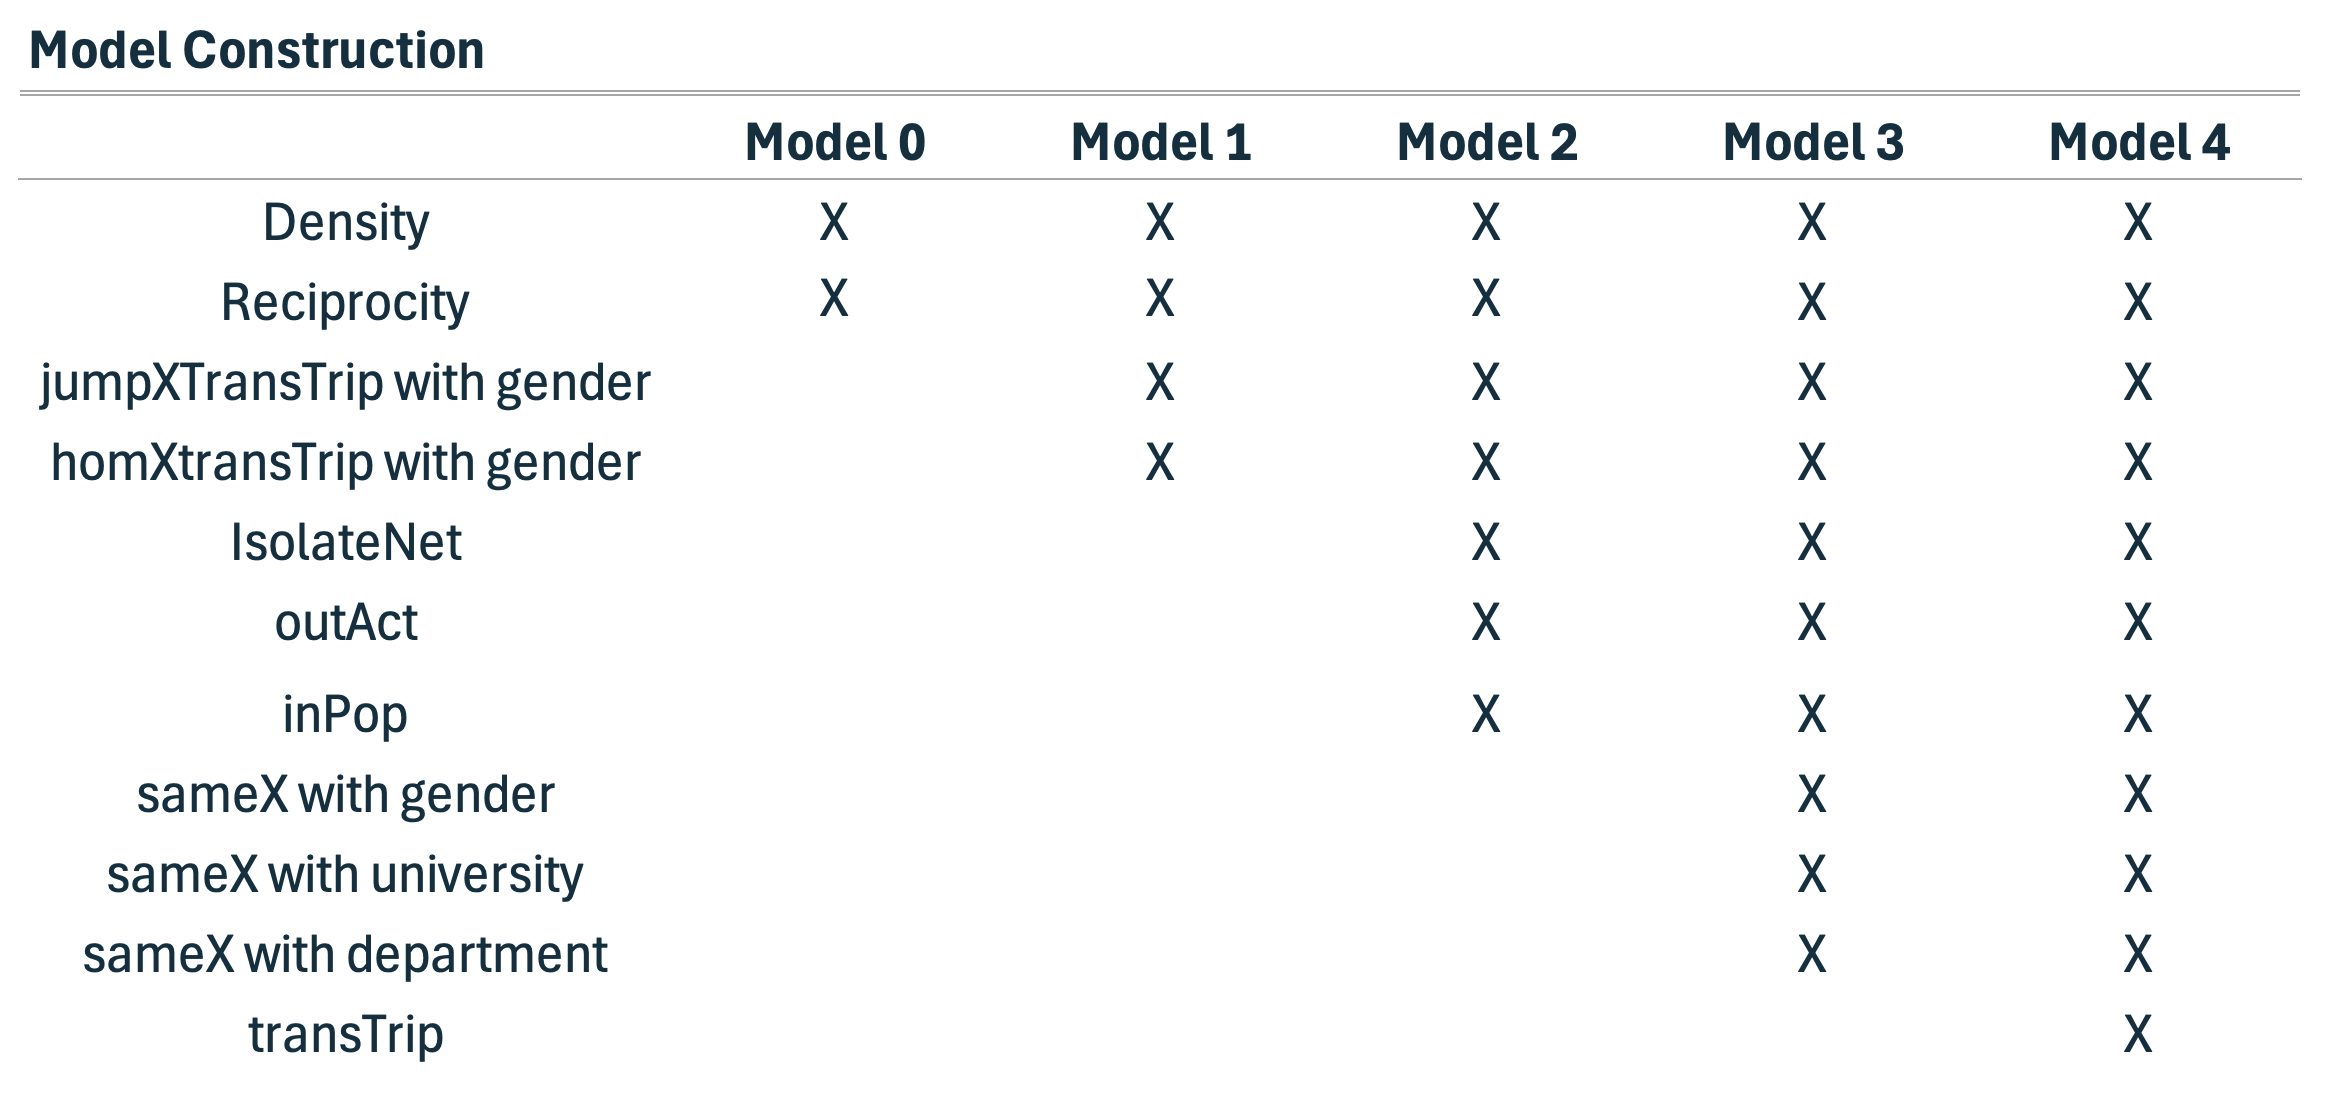 Model Construction
Model 0 Model 1 Model 2 Model 3 Model 4
Density X X X X X
Reciprocity X X X X X
jumpXTransTrip with gender X X X X
homXtransTrip with gender X X X X
IsolateNet X X X
outAct X X X
inPop X X X
sameX with gender X X
sameX with university X X
sameX with department X X
transTrip X